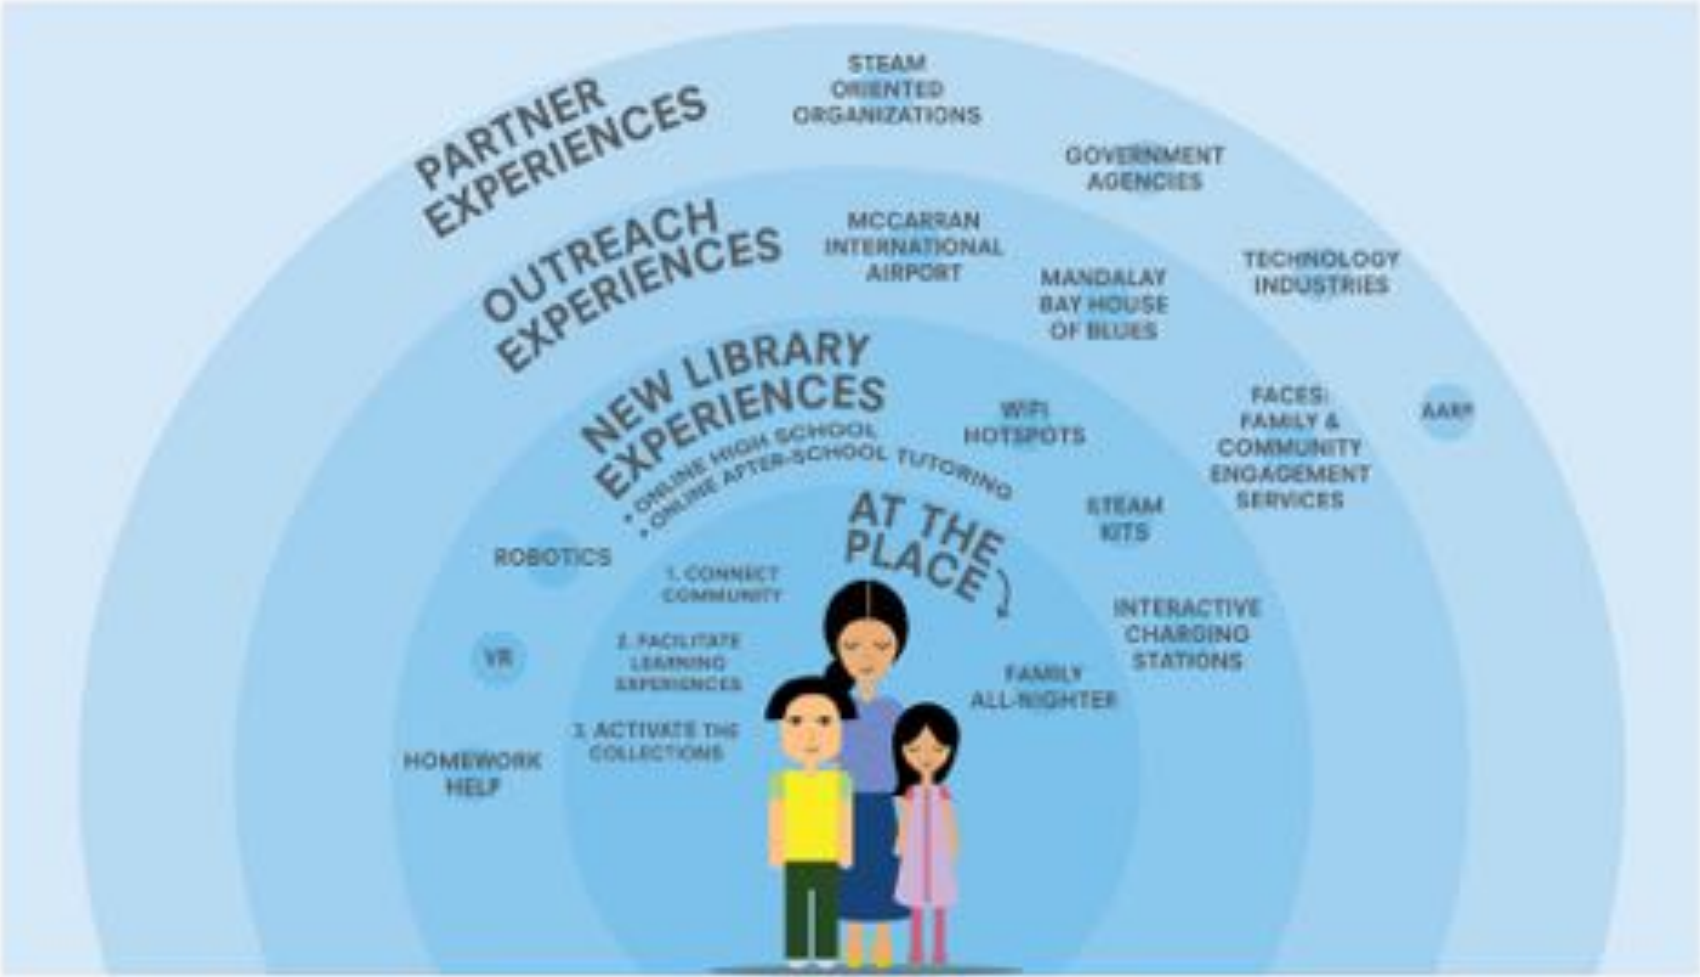 PARTNER
EXPERIENCES
STEAM
ORIENTED
ORGANIZATIONS
GOVERNMENT
AGENCIES
TECHNOLOGY
INDUSTRIES
AARP
OUTREACH
EXPERIENCES
MCCARRAN
INTERNATIONAL
AIRPORT
MANDALAY
BAY HOUSE
OF BLUES
FACES:
FAMILY &
COMMUNITY
ENGAGEMENT
SERVICES
NEW LIBRARY
EXPERIENCES
• ONLINE HIGH SCHOOL
• ONLINE AFTER-SCHOOL TUTORING
WIFI
HOTSPOTS
STEAM
KITS
INTERACTIVE
CHARGING
STATIONS
ROBOTICS
VR
HOMEWORK
HELP
AT THE
PLACE
1. CONNECT
COMMUNITY
2. FACILITATE
LEARNING
EXPERIENCES
3. ACTIVATE THE
COLLECTIONS
FAMILY
ALL-NIGHTER